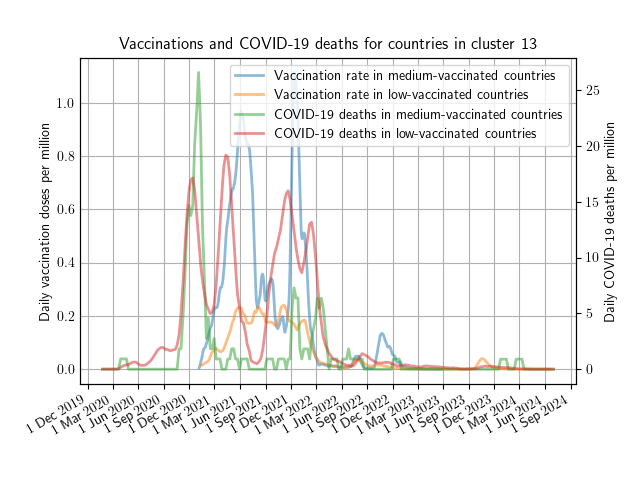 Vaccinations and COVID-19 deaths for countries in cluster 13
Vaccination rate in medium-vaccinated countries
Vaccination rate in low-vaccinated countries
COVID-19 deaths in medium-vaccinated countries
COVID-19 deaths in low-vaccinated countries
Daily vaccination doses per million
1.0
0.8
0.6
0.4
0.2
0.0
25
20
15
10
5
0
Daily COVID-19 deaths per million
1 Dec 2019
1 Mar 2020
1 Jun 2020
1 Sep 2020
1 Dec 2020
1 Mar 2021
1 Jun 2021
1 Sep 2021
1 Dec 2021
1 Mar 2022
1 Jun 2022
1 Sep 2022
1 Dec 2022
1 Mar 2023
1 Jun 2023
1 Sep 2023
1 Dec 2023
1 Mar 2024
1 Jun 2024
1 Sep 2024